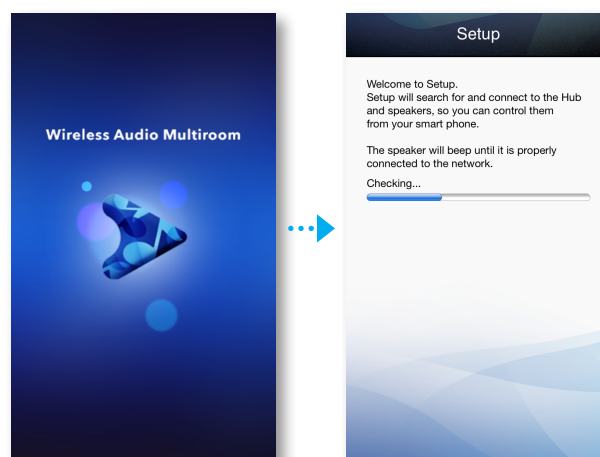 Wireless Audio Multiroom
Setup
Welcome to Setup.
Setup will search for and connect to the Hub
and speakers, so you can control them
from your smart phone.
The speaker will beep until it is properly
connected to the network.
Checking...